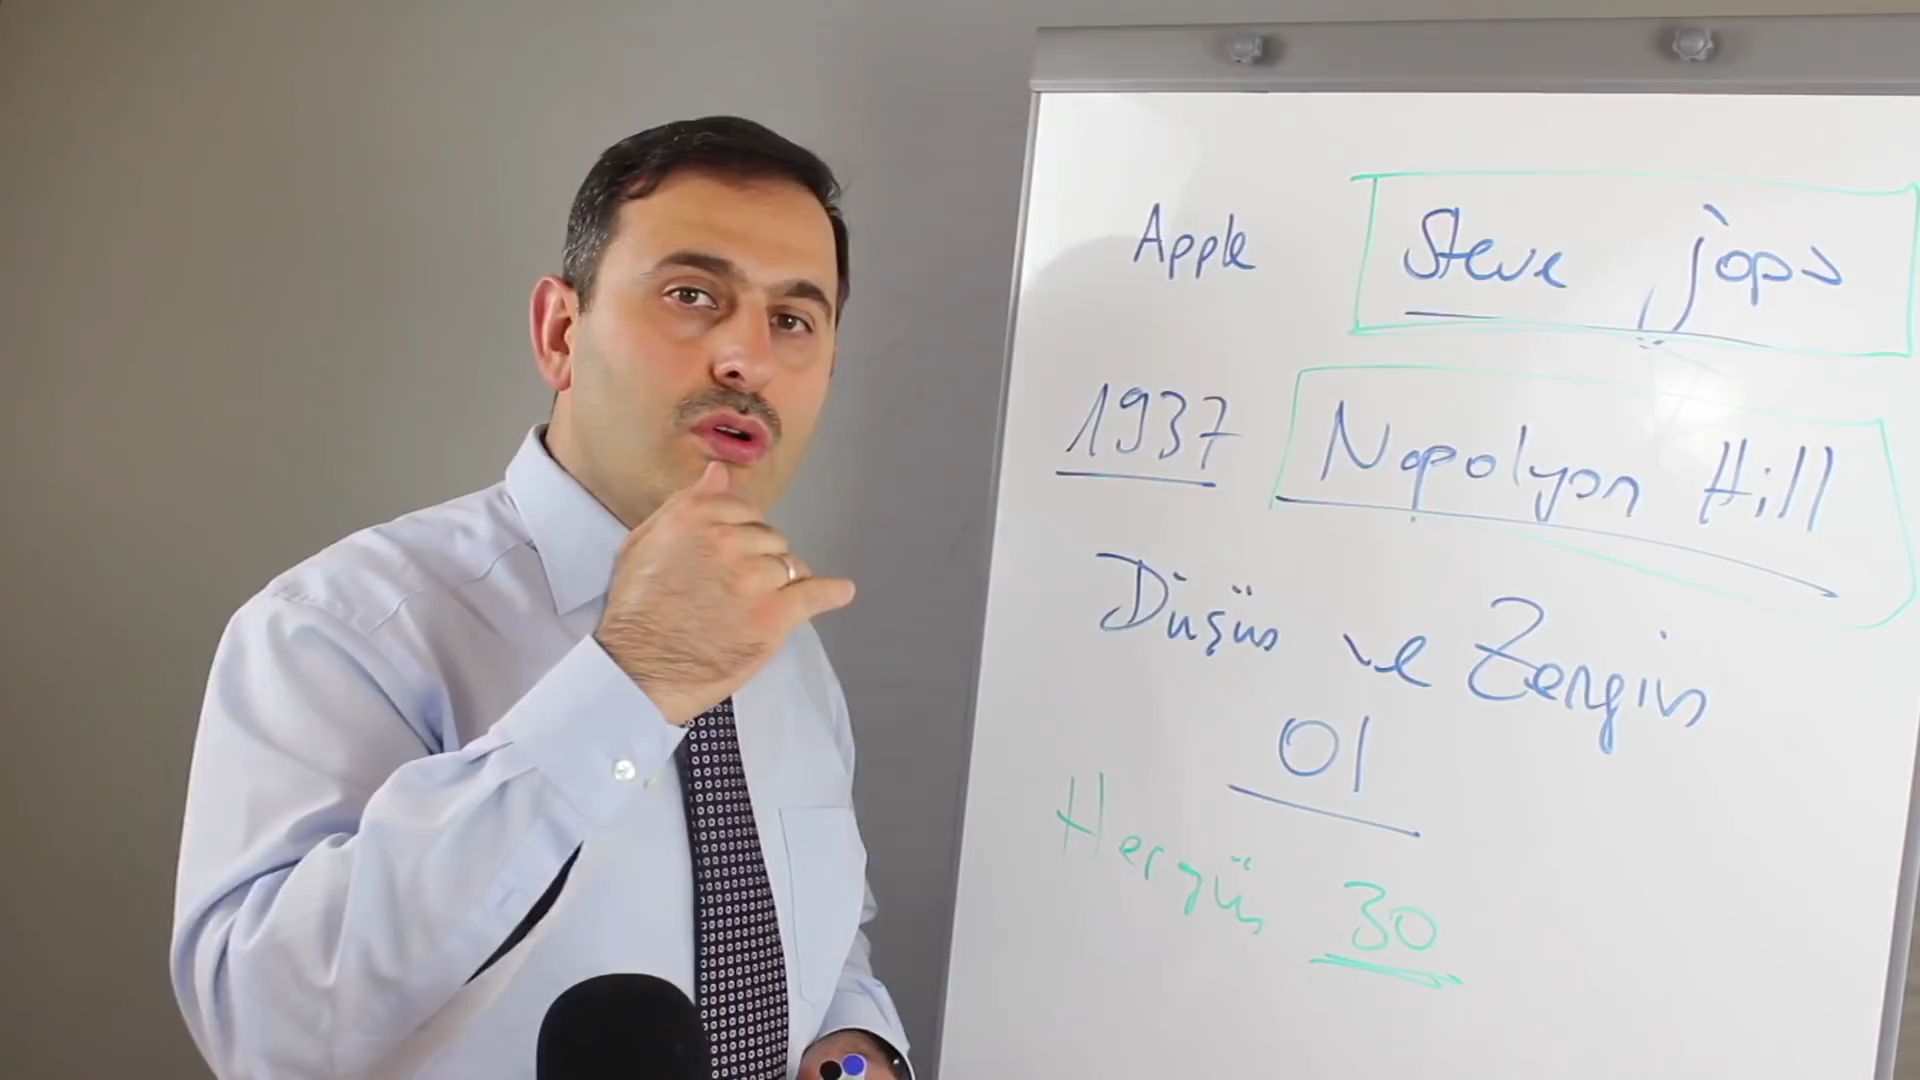 Apple Steve jops
1937 Napolyon Hill
Düşün ve Zengin
Ol
Hergün 30